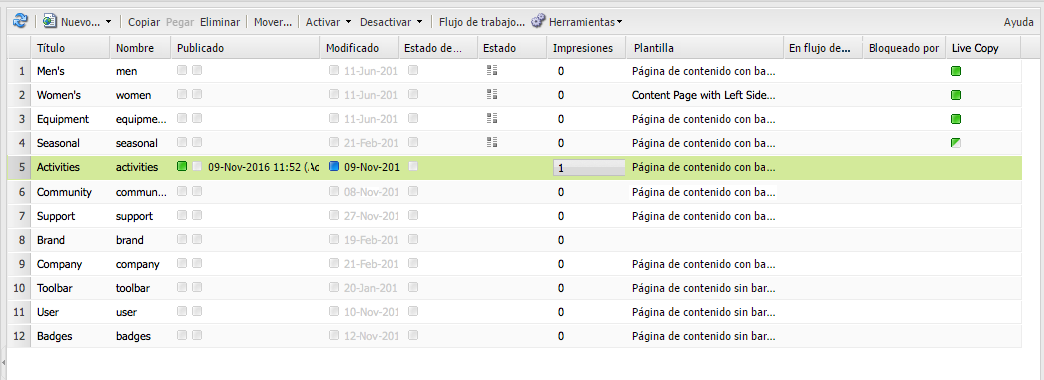 Nuevo... Copiar Pegar Eliminar Mover... Activar Desactivar Flujo de trabajo... Herramientas Ayuda
Título Nombre Publicado Modificado Estado de... Estado Impresiones Plantilla En flujo de... Bloqueado por Live Copy
1 Men's men 11-Jun-201 0 Página de contenido con ba...
2 Women's women 11-Jun-201 0 Content Page with Left Side...
3 Equipment equipme... 11-Jun-201 0 Página de contenido con ba...
4 Seasonal seasonal 21-Feb-201 0 Página de contenido con ba...
5 Activities activities 09-Nov-2016 11:52 (Ac 09-Nov-201 1 Página de contenido con ba...
6 Community commun... 08-Nov-201 0 Página de contenido con ba...
7 Support support 27-Nov-201 0 Página de contenido con ba...
8 Brand brand 19-Feb-201 0
9 Company company 21-Feb-201 0 Página de contenido con ba...
10 Toolbar toolbar 20-Jan-201 0 Página de contenido sin bar...
11 User user 10-Nov-201 0 Página de contenido sin bar...
12 Badges badges 12-Nov-201 0 Página de contenido sin bar...